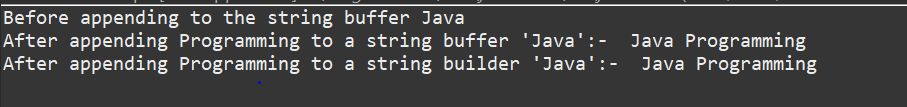 Before appending to the string buffer Java
After appending Programming to a string buffer 'Java':-  Java Programming
After appending Programming to a string builder 'Java':-  Java Programming